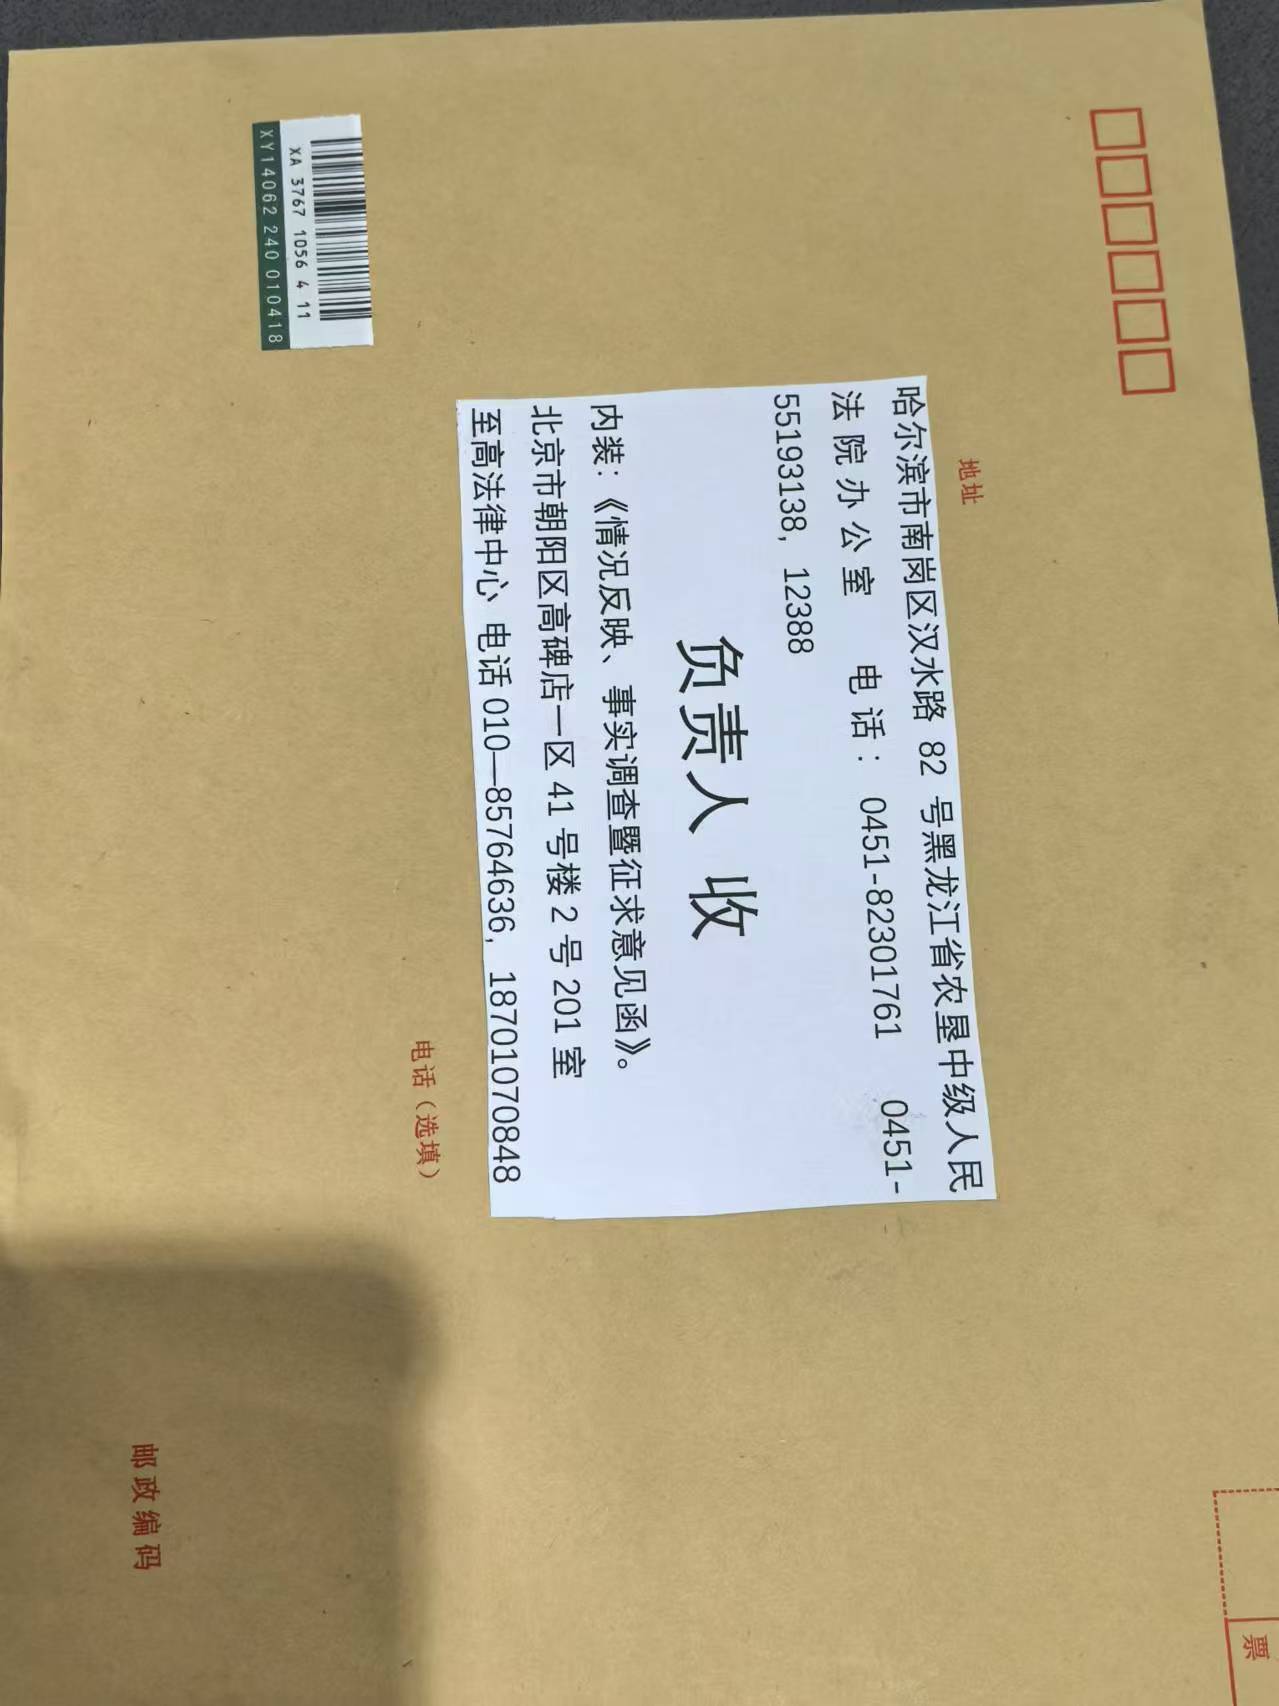 XA 3767 1056 4 11
XY14062 240 010418
地址
哈尔滨市南岗区汉水路 82 号黑龙江省农垦中级人民
法院办公室 电话：0451-82301761 0451-
55193138，12388
负责人 收
内装：《情况反映、事实调查暨征求意见函》。
北京市朝阳区高碑店一区 41 号楼 2 号 201 室
至高法律中心 电话 010—85764636，18701070848
电话（选填）
邮政编码
票